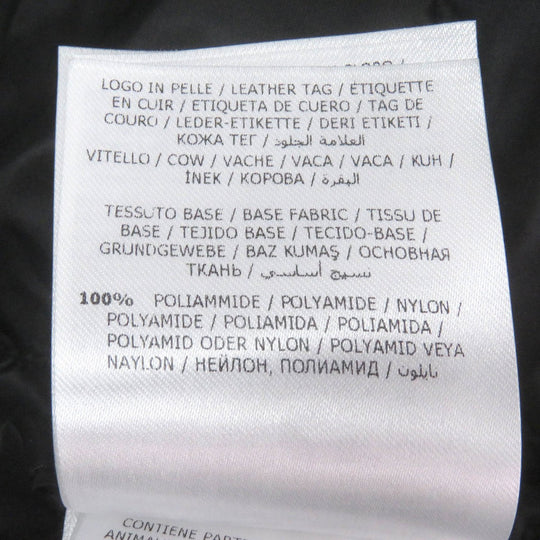 LOGO IN PELLE / LEATHER TAG / ÉTIQUETTE
EN CUIR / ETIQUETA DE CUERO / TAG DE
COURO / LEDER-ETIKETTE / DERI ETIKETI /
КОЖА ТЕГ / العلامة الجلود
VITELLO / COW / VACHE / VACA / VACA / KUH /
İNEK / KОРОВА / البقرة
TESSUTO BASE / BASE FABRIC / TISSU DE
BASE / TEJIDO BASE / TECIDO-BASE /
GRUNDGEWEBE / BAZ KUMAŞ / ОСНОВНАЯ
ТКАНЬ / نسيج أساسي
100% POLIAMMIDE / POLYAMIDE / NYLON /
POLYAMIDE / POLIAMIDA / POLIAMIDA /
POLYAMID ODER NYLON / POLYAMID VEYA
NAYLON / НЕЙЛОН, ПОЛИАМИД / نايلون
CONTIENE PART
ANIMA